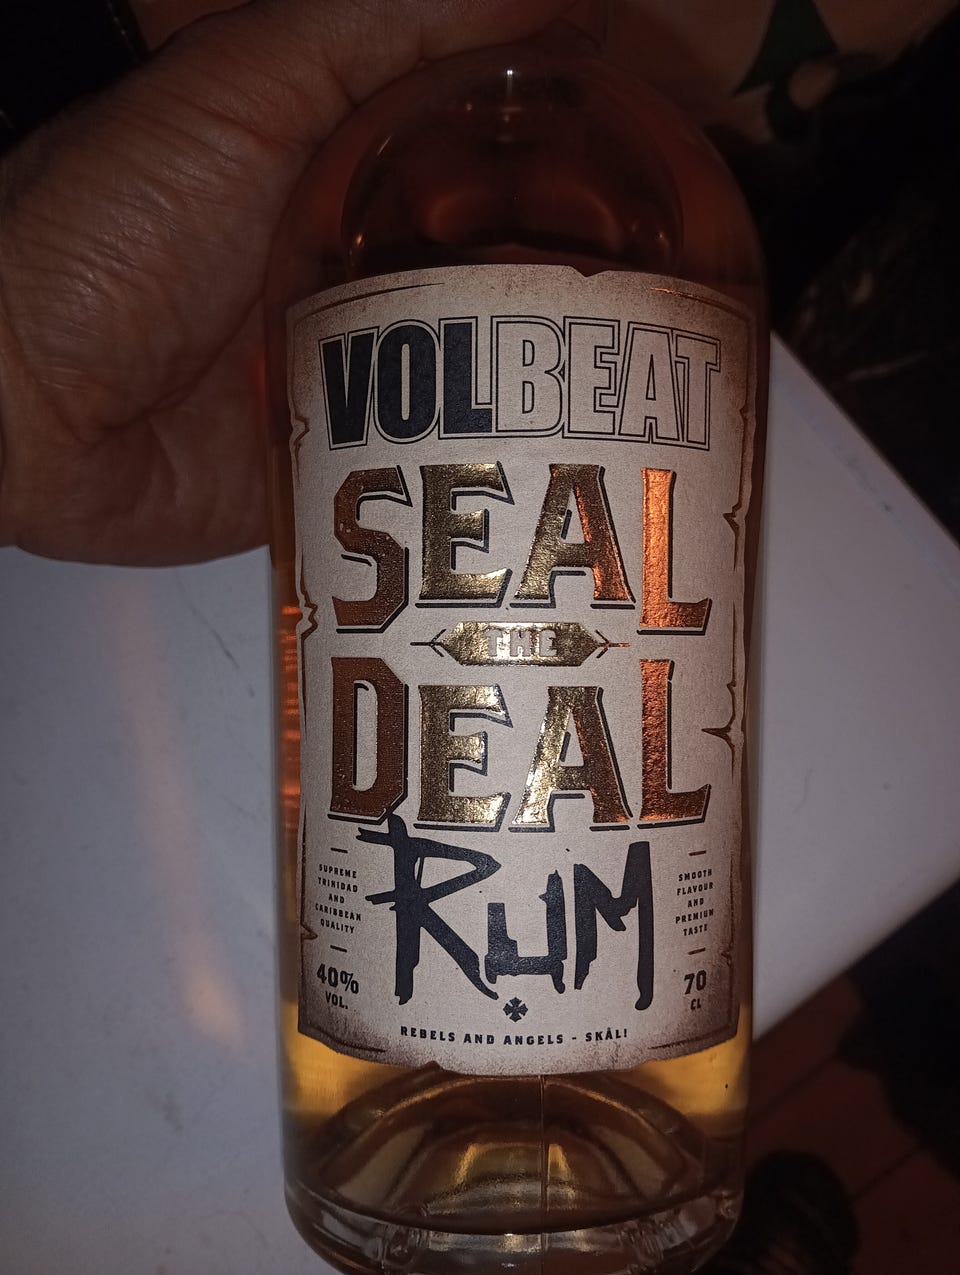 VOLBEAT
SEAL
THE
DEAL
RUM
SUPREME
TRINIDAD
AND
CARIBBEAN
QUALITY
40%
VOL.
SMOOTH
FLAVOUR
AND
PREMIUM
TASTE
70
CL
REBELS AND ANGELS - SKÅL!